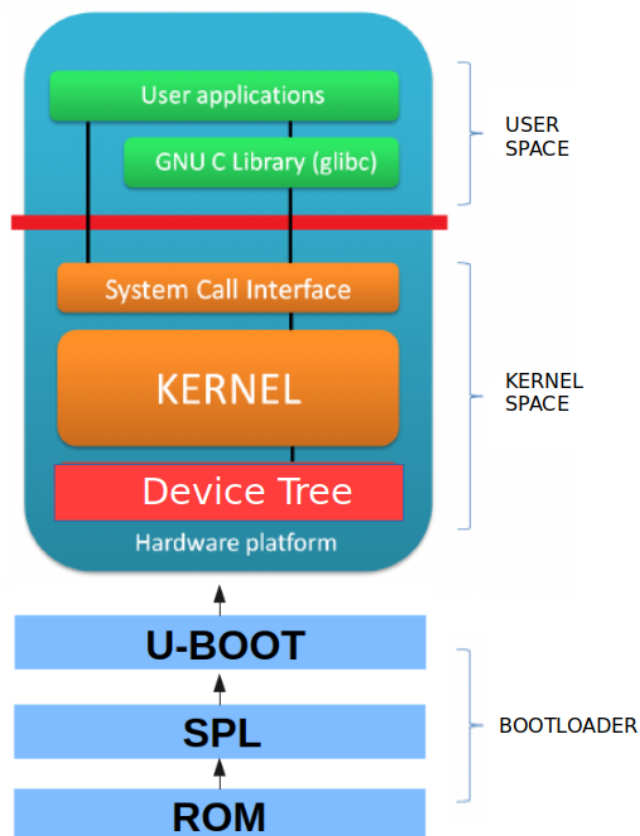 User applications
GNU C Library (glibc)
USER
SPACE
System Call Interface
KERNEL
KERNEL
SPACE
Device Tree
Hardware platform
U-BOOT
SPL
BOOTLOADER
ROM